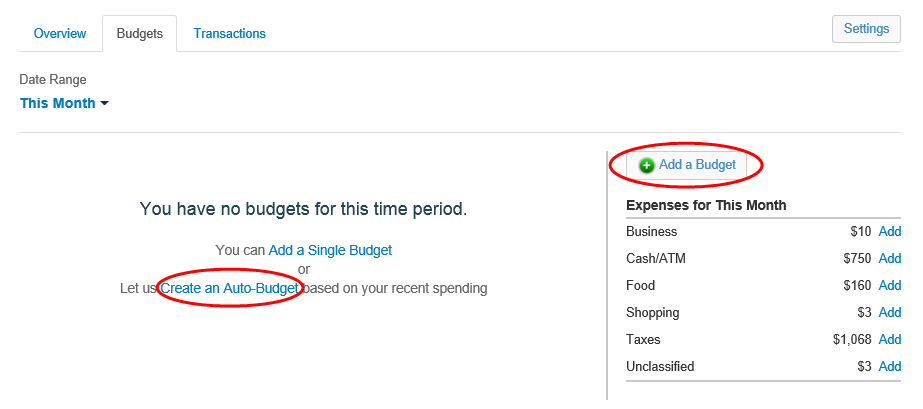 Overview Budgets Transactions Settings
Date Range
This Month
You have no budgets for this time period.
You can Add a Single Budget
or
Let us Create an Auto-Budget based on your recent spending
Add a Budget
Expenses for This Month
Business $10 Add
Cash/ATM $750 Add
Food $160 Add
Shopping $3 Add
Taxes $1,068 Add
Unclassified $3 Add